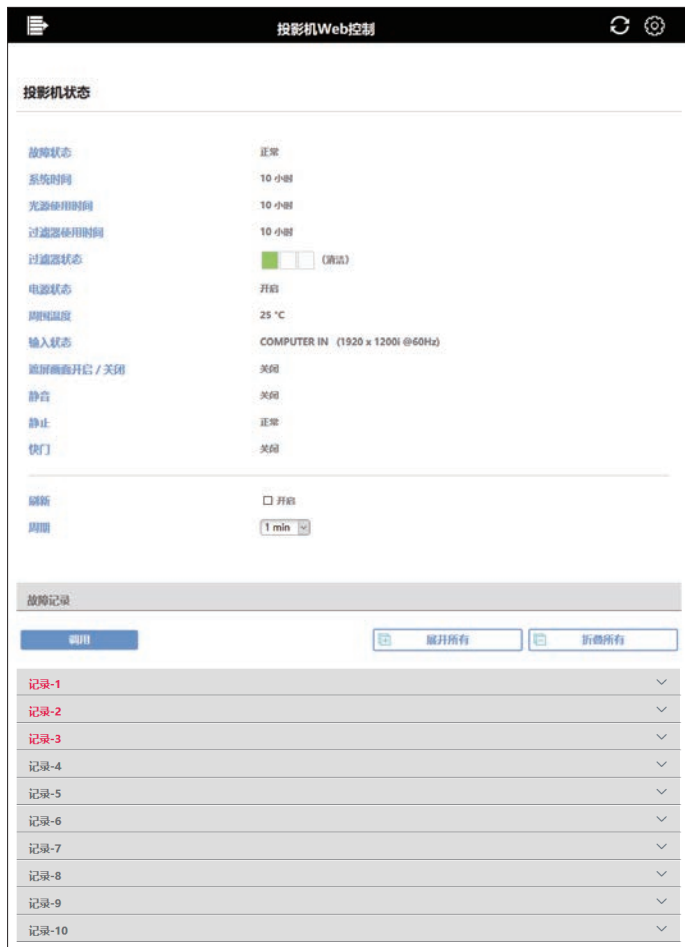 投影机Web控制
投影机状态
故障状态 正常
系统时间 10 小时
光源使用时间 10 小时
过滤器使用时间 10 小时
过滤器状态 （清洁）
电源状态 开启
周围温度 25 °C
输入状态 COMPUTER IN (1920 x 1200i @60Hz)
遮屏画面开启 / 关闭 关闭
静音 关闭
静止 正常
快门 关闭
刷新 开启
周期 1 min
故障记录
调用 展开所有 折叠所有
记录-1
记录-2
记录-3
记录-4
记录-5
记录-6
记录-7
记录-8
记录-9
记录-10